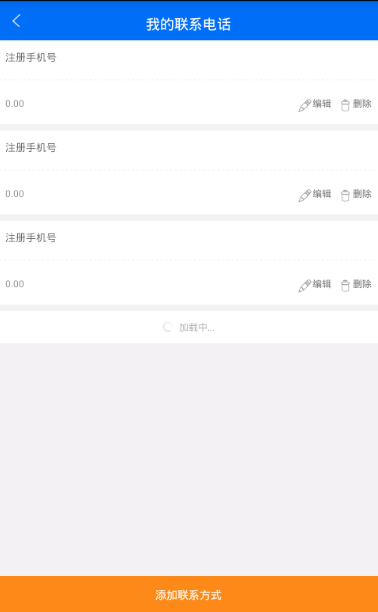 我的联系电话
注册手机号
0.00 编辑 删除
注册手机号
0.00 编辑 删除
注册手机号
0.00 编辑 删除
加载中...
添加联系方式